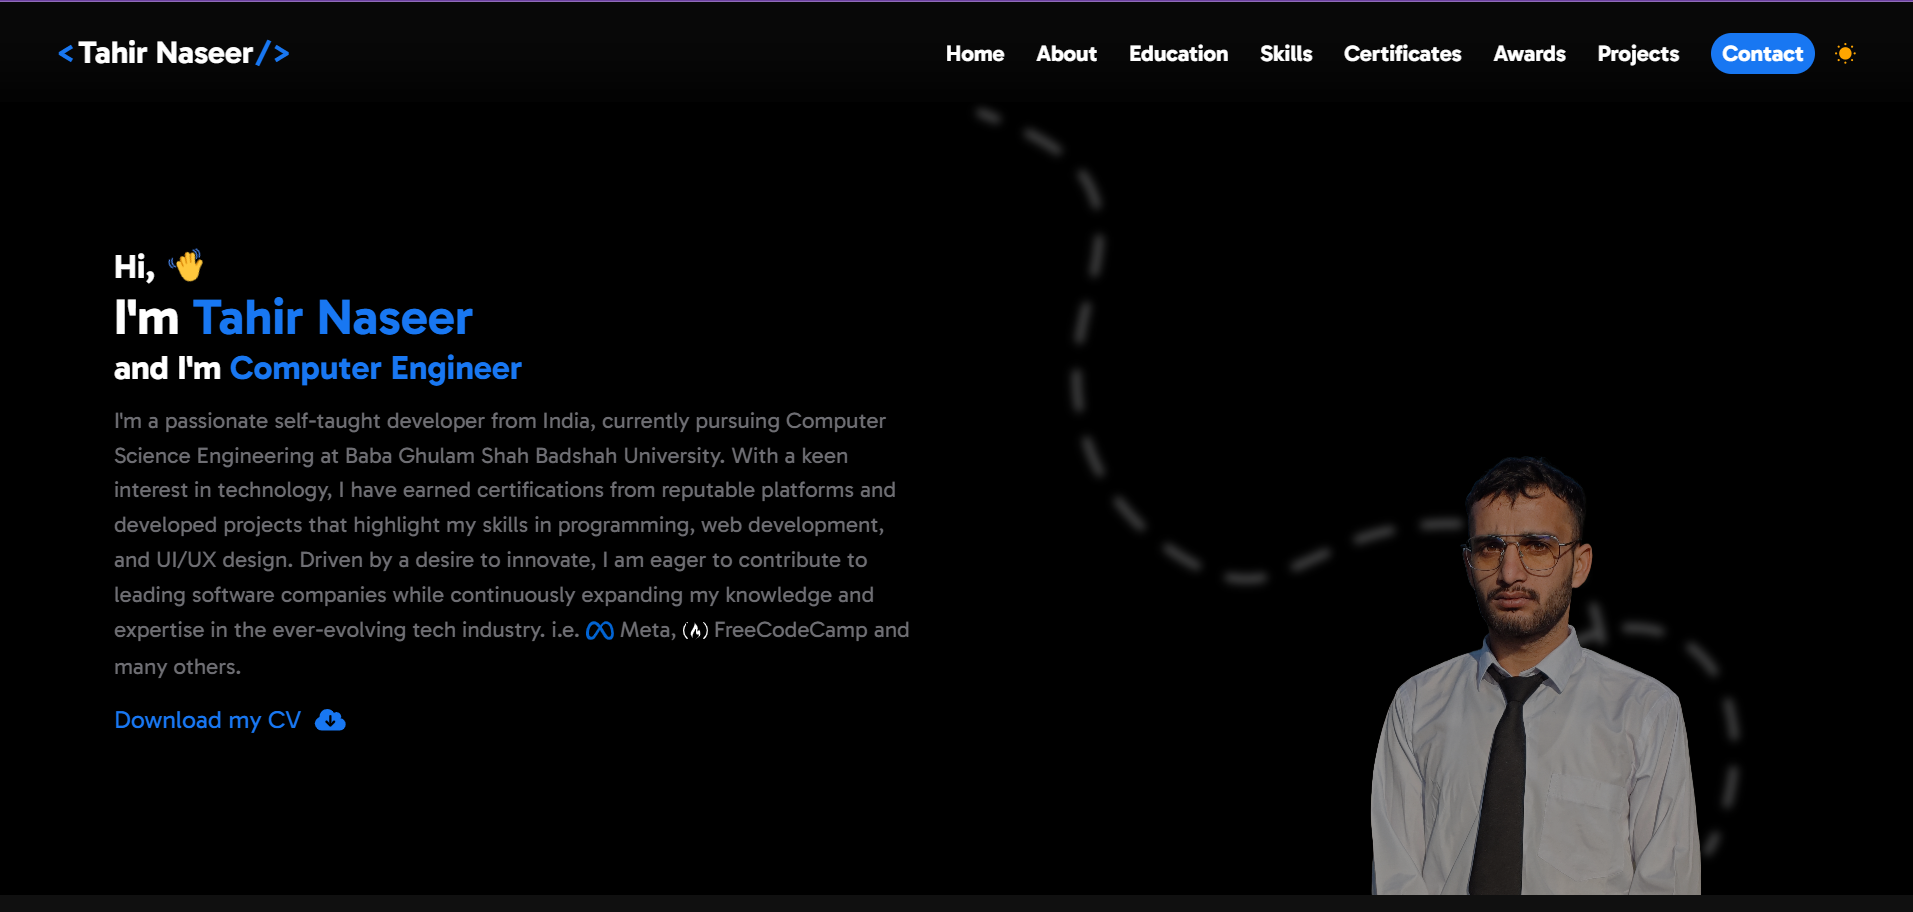 <Tahir Naseer/>
Home About Education Skills Certificates Awards Projects Contact
Hi, 👋
I'm Tahir Naseer
and I'm Computer Engineer
I'm a passionate self-taught developer from India, currently pursuing Computer
Science Engineering at Baba Ghulam Shah Badshah University. With a keen
interest in technology, I have earned certifications from reputable platforms and
developed projects that highlight my skills in programming, web development,
and UI/UX design. Driven by a desire to innovate, I am eager to contribute to
leading software companies while continuously expanding my knowledge and
expertise in the ever-evolving tech industry. i.e. Meta, FreeCodeCamp and
many others.
Download my CV